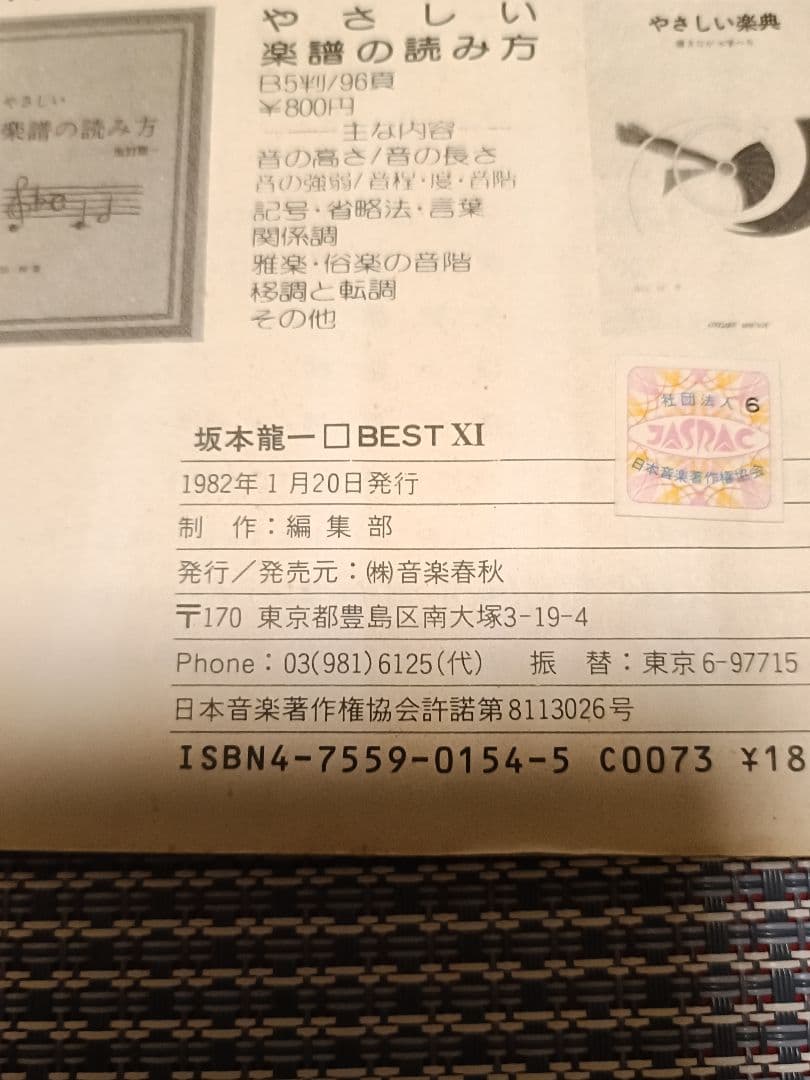 やさしい
楽譜の読み方
B5判/96頁
¥800円
主な内容
音の高さ/音の長さ
音の強弱/音程・度・音階
記号・省略法・言葉
関係調
雅楽・俗楽の音階
移調と転調
その他
やさしい
楽譜の読み方
やさしい楽典
社団法人 6
JASRAC
日本音楽著作権協会
坂本龍一□BEST XI
1982年1月20日発行
制 作:編集部
発行/発売元:㈱音楽春秋
〒170 東京都豊島区南大塚3-19-4
Phone:03(981)6125(代) 振 替:東京6-97715
日本音楽著作権協会許諾第8113026号
ISBN4-7559-0154-5 C0073 ¥18